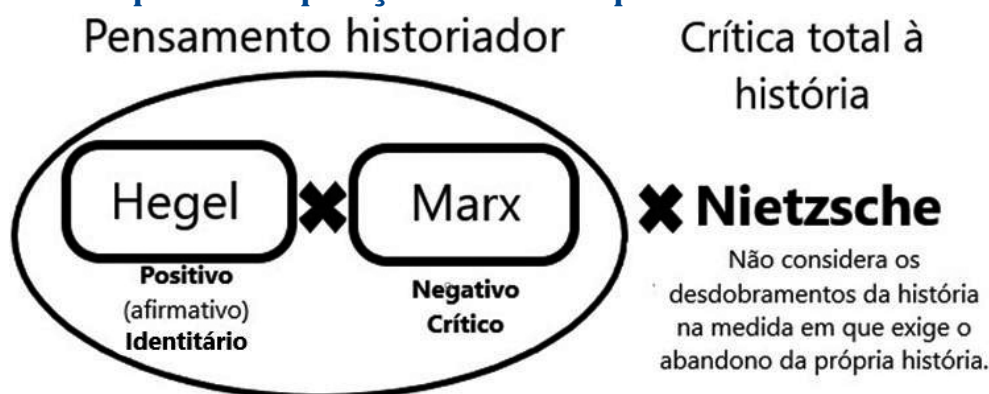 Pensamento historiador
Crítica total à
história
Hegel
Marx
Nietzsche
Positivo
(afirmativo)
Identitário
Negativo
Crítico
Não considera os
desdobramentos da história
na medida em que exige o
abandono da própria história.